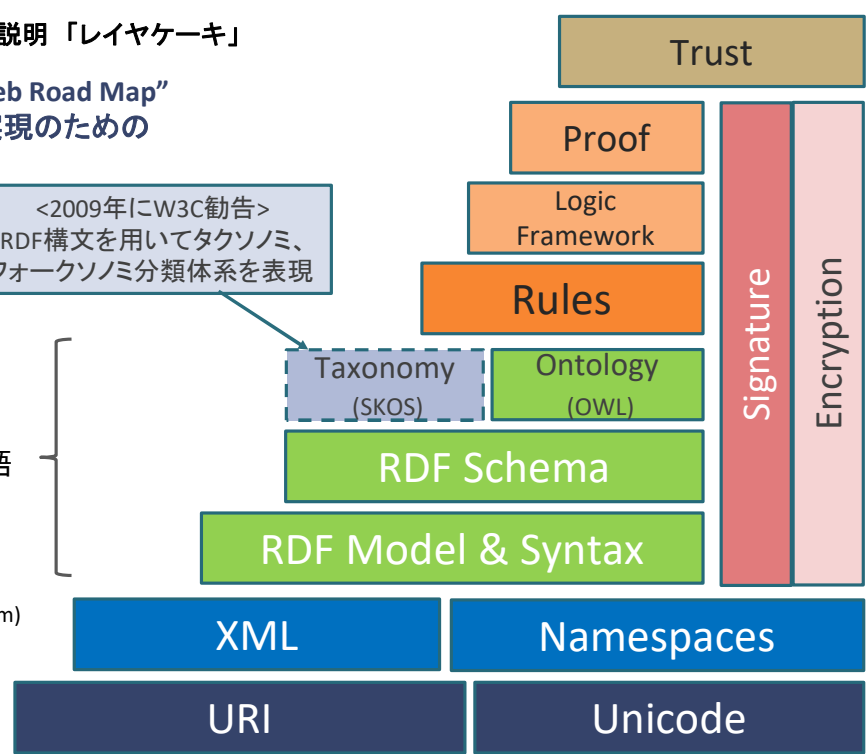 説明 「レイヤケーキ」
eb Road Map”
実現のための
<2009年にW3C勧告>
RDF構文を用いてタクソノミ、
フォークソノミ分類体系を表現
語
m)
Trust
Proof
Logic
Framework
Rules
Taxonomy
(SKOS)
Ontology
(OWL)
RDF Schema
RDF Model & Syntax
Signature
Encryption
XML
Namespaces
URI
Unicode